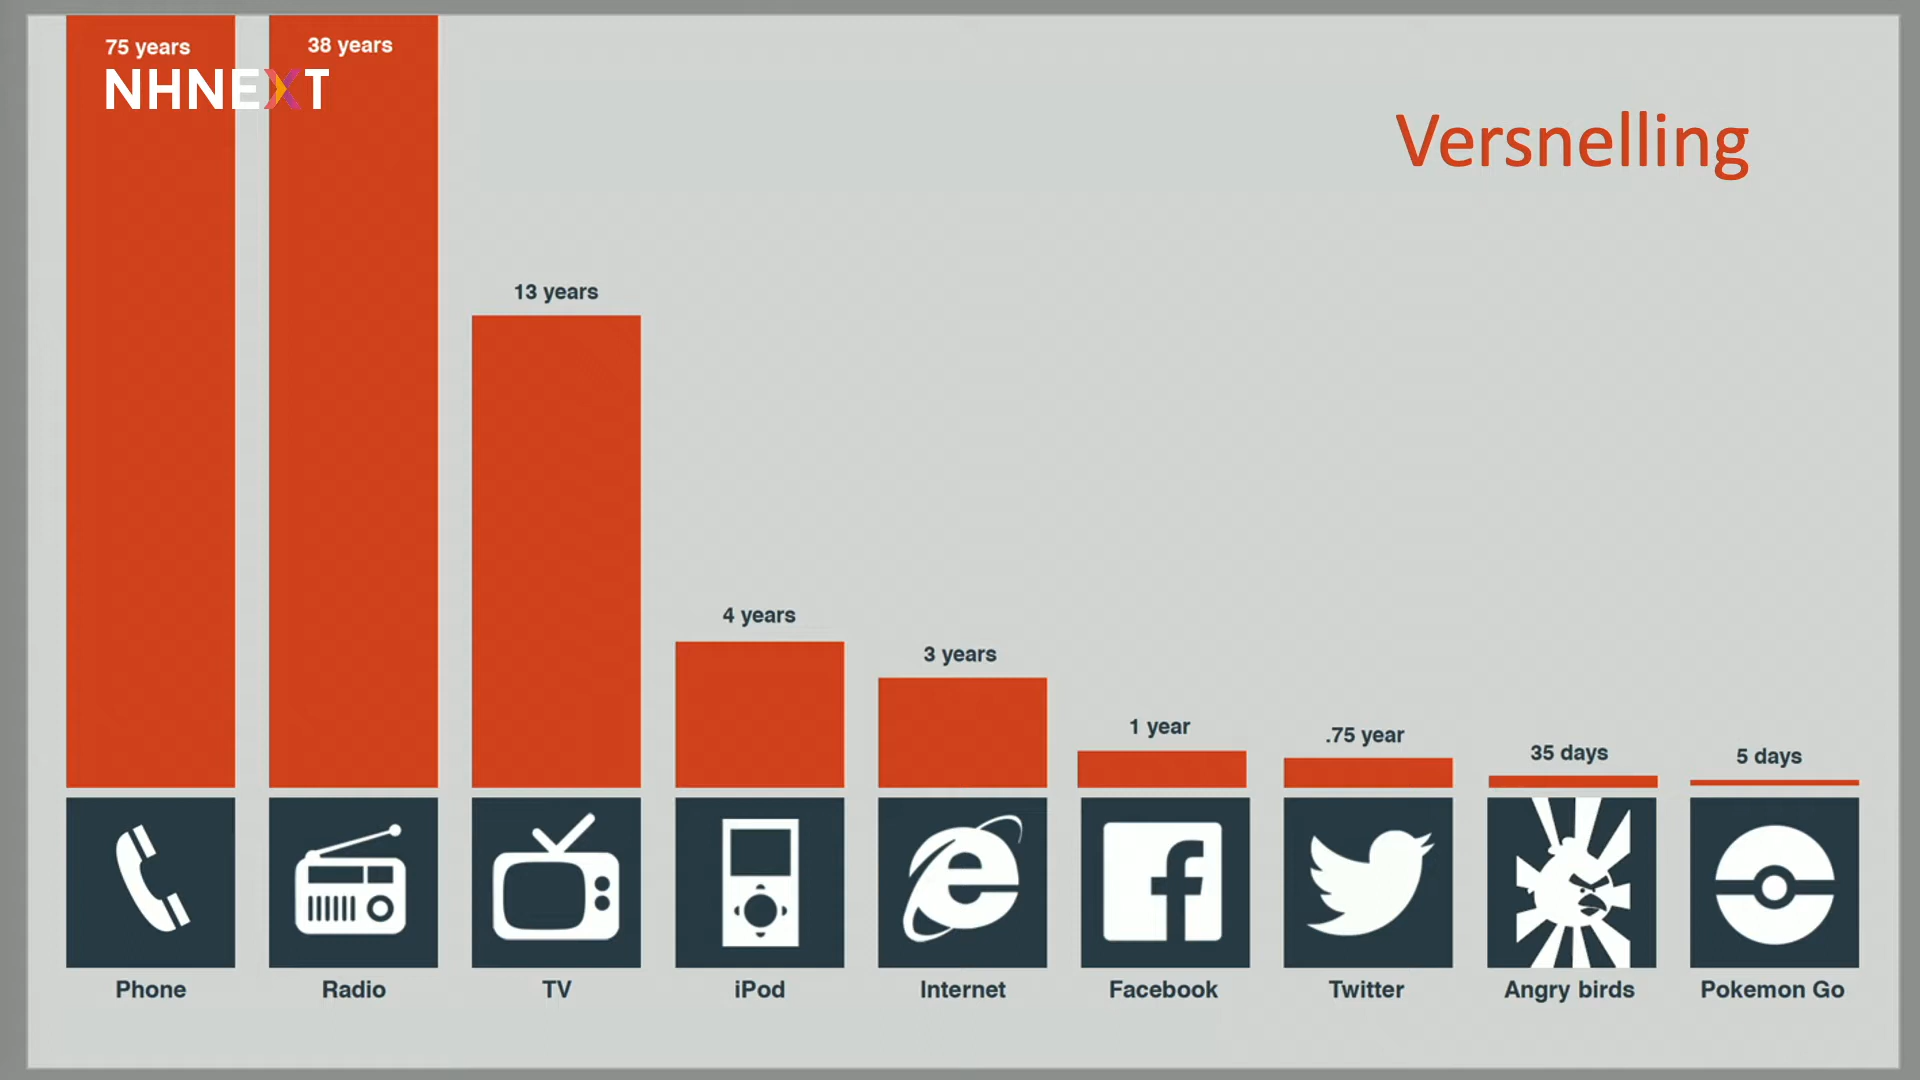 75 years
38 years
NHNEXT
Versnelling
13 years
4 years
3 years
1 year
.75 year
35 days
5 days
Phone
Radio
TV
iPod
Internet
Facebook
Twitter
Angry birds
Pokemon Go